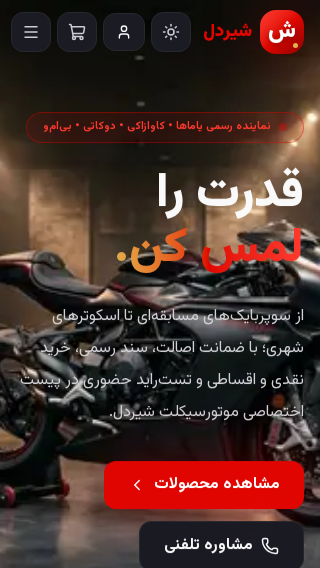 ش شیردل
نماینده رسمی یاماها • کاوازاکی • دوکاتی • بی‌ام‌و
قدرت را
لمس کن.
از سوپربایک‌های مسابقه‌ای تا اسکوترهای
شهری؛ با ضمانت اصالت، سند رسمی، خرید
نقدی و اقساطی و تست‌راید حضوری در پیست
اختصاصی موتورسیکلت شیردل.
مشاهده محصولات
مشاوره تلفنی